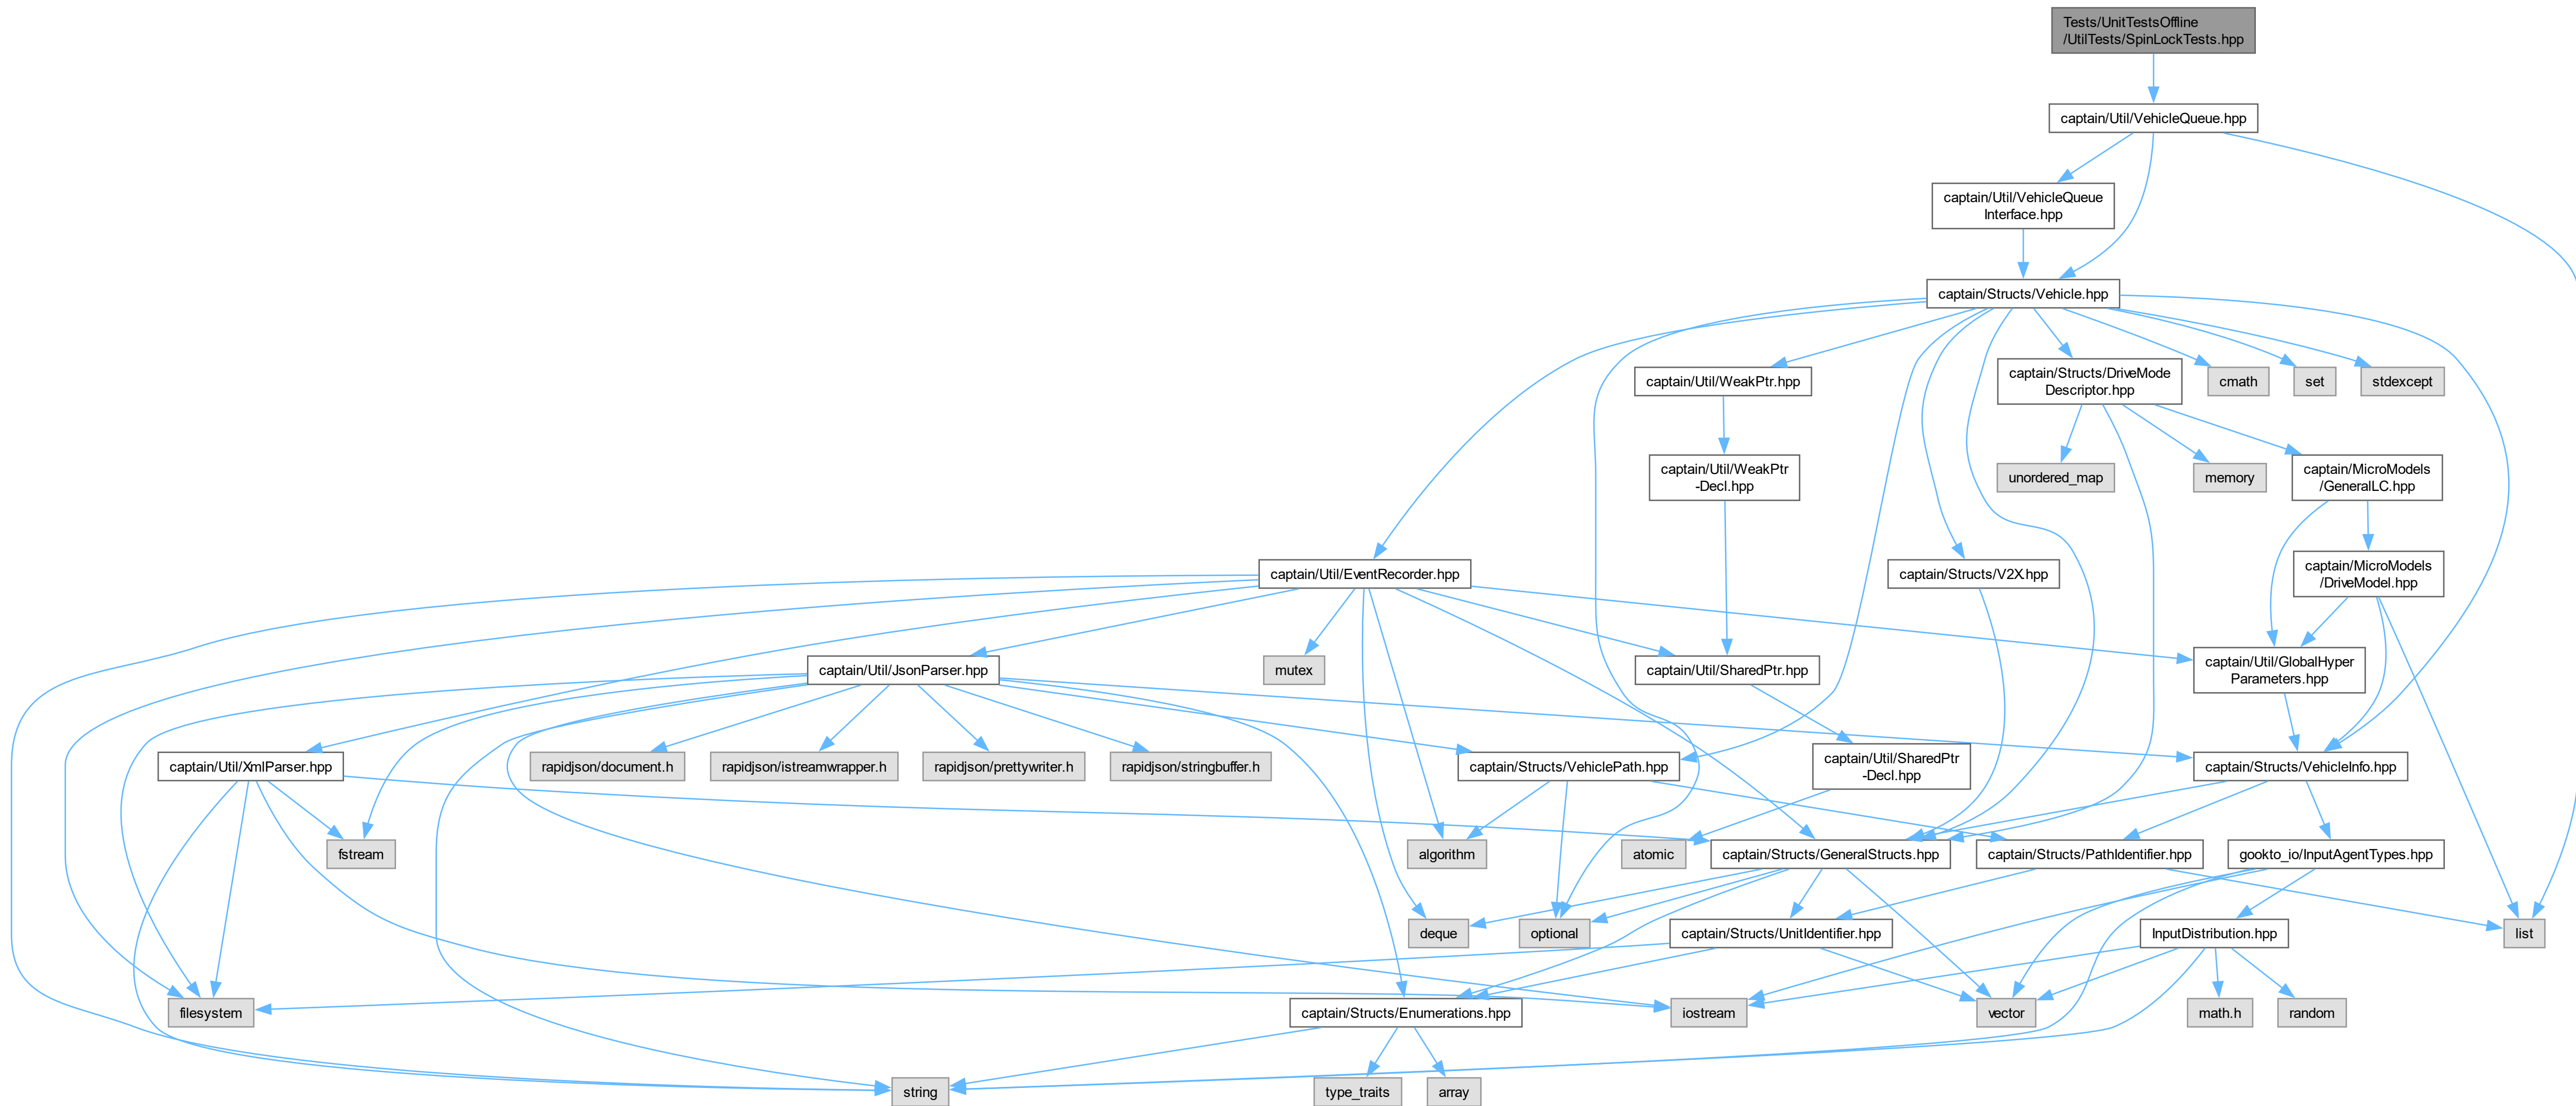 Tests/UnitTestsOffline
/UtilTests/SpinLockTests.hpp
captain/Util/VehicleQueue.hpp
captain/Util/VehicleQueue
Interface.hpp
captain/Structs/Vehicle.hpp
captain/Util/WeakPtr.hpp
captain/Structs/DriveMode
Descriptor.hpp
cmath
set
stdexcept
captain/Util/WeakPtr
-Decl.hpp
unordered_map
memory
captain/MicroModels
/GeneralLC.hpp
captain/Util/EventRecorder.hpp
captain/Structs/V2X.hpp
captain/MicroModels
/DriveModel.hpp
captain/Util/JsonParser.hpp
mutex
captain/Util/SharedPtr.hpp
captain/Util/GlobalHyper
Parameters.hpp
captain/Util/XmlParser.hpp
rapidjson/document.h
rapidjson/istreamwrapper.h
rapidjson/prettywriter.h
rapidjson/stringbuffer.h
captain/Structs/VehiclePath.hpp
captain/Util/SharedPtr
-Decl.hpp
captain/Structs/VehicleInfo.hpp
fstream
algorithm
atomic
captain/Structs/GeneralStructs.hpp
captain/Structs/PathIdentifier.hpp
gookto_io/InputAgentTypes.hpp
deque
optional
captain/Structs/UnitIdentifier.hpp
InputDistribution.hpp
list
filesystem
captain/Structs/Enumerations.hpp
iostream
vector
math.h
random
string
type_traits
array